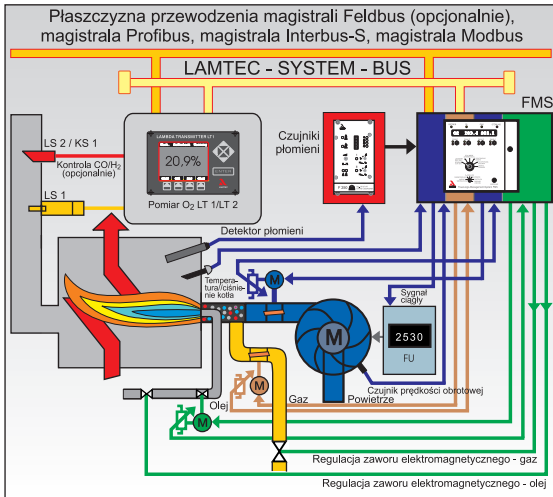 Płaszczyzna przewodzenia magistrali Feldbus (opcjonalnie),
magistrala Profibus, magistrala Interbus-S, magistrala Modbus
LAMTEC - SYSTEM - BUS
FMS
LS 2 / KS 1
Kontrola CO/H2
(opcjonalnie)
LS 1
LAMBDA TRANSMITTER LT1
20,9%
Pomiar O2 LT 1/LT 2
Czujniki
płomieni
Detektor płomieni
Tempera-
tura//ciśnie-
nie kotła
M
Sygnał
ciągły
M
2530
FU
Czujnik prędkości obrotowej
Olej
M
Gaz
Powietrze
M
Regulacja zaworu elektromagnetycznego - gaz
Regulacja zaworu elektromagnetycznego - olej